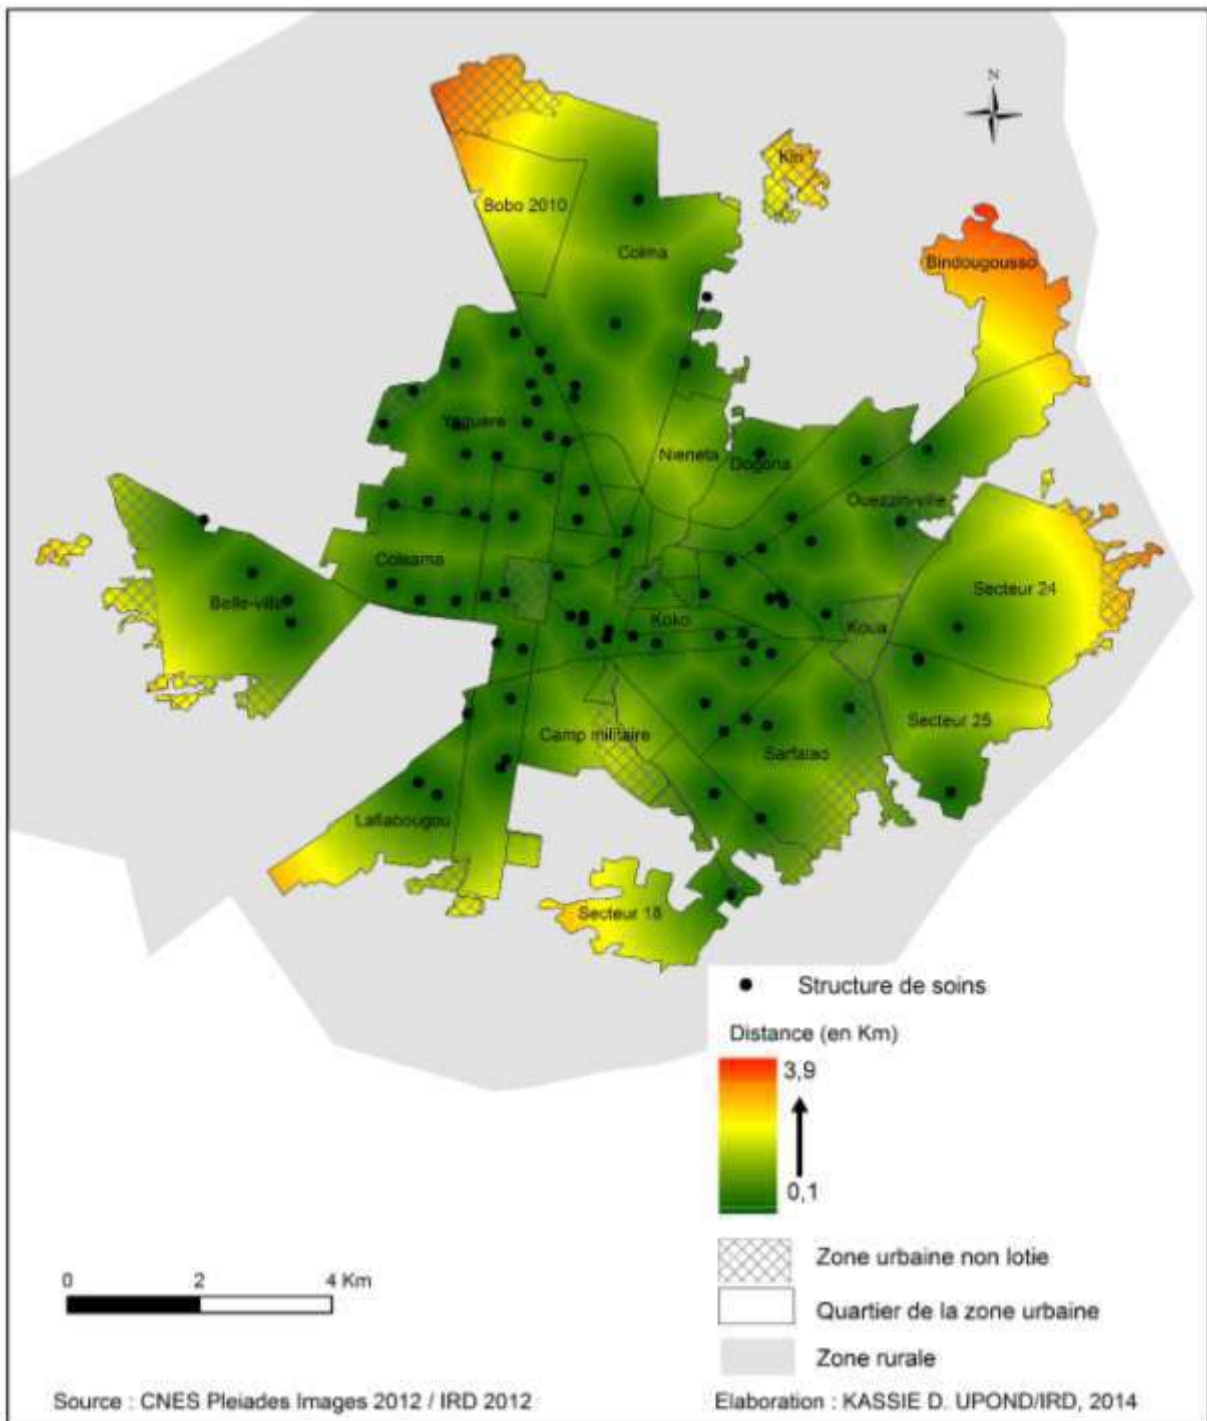 N
Kiri
Bobo 2010
Colma
Bindougousso
Yéguéré
Niéneta
Dogona
Ouezzin-ville
Colsama
Belle-ville
Secteur 24
Koko
Koua
Camp militaire
Secteur 25
Sarfalao
Lafiabougou
Secteur 18
Structure de soins
Distance (en Km)
3,9
0,1
Zone urbaine non lotie
0 2 4 Km
Quartier de la zone urbaine
Zone rurale
Source : CNES Pleiades Images 2012 / IRD 2012
Elaboration : KASSIE D. UPOND/IRD, 2014